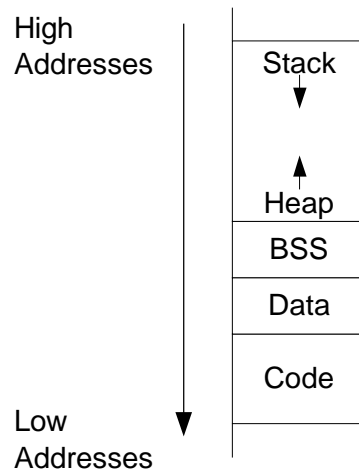 High
Addresses
Stack
Heap
BSS
Data
Code
Low
Addresses